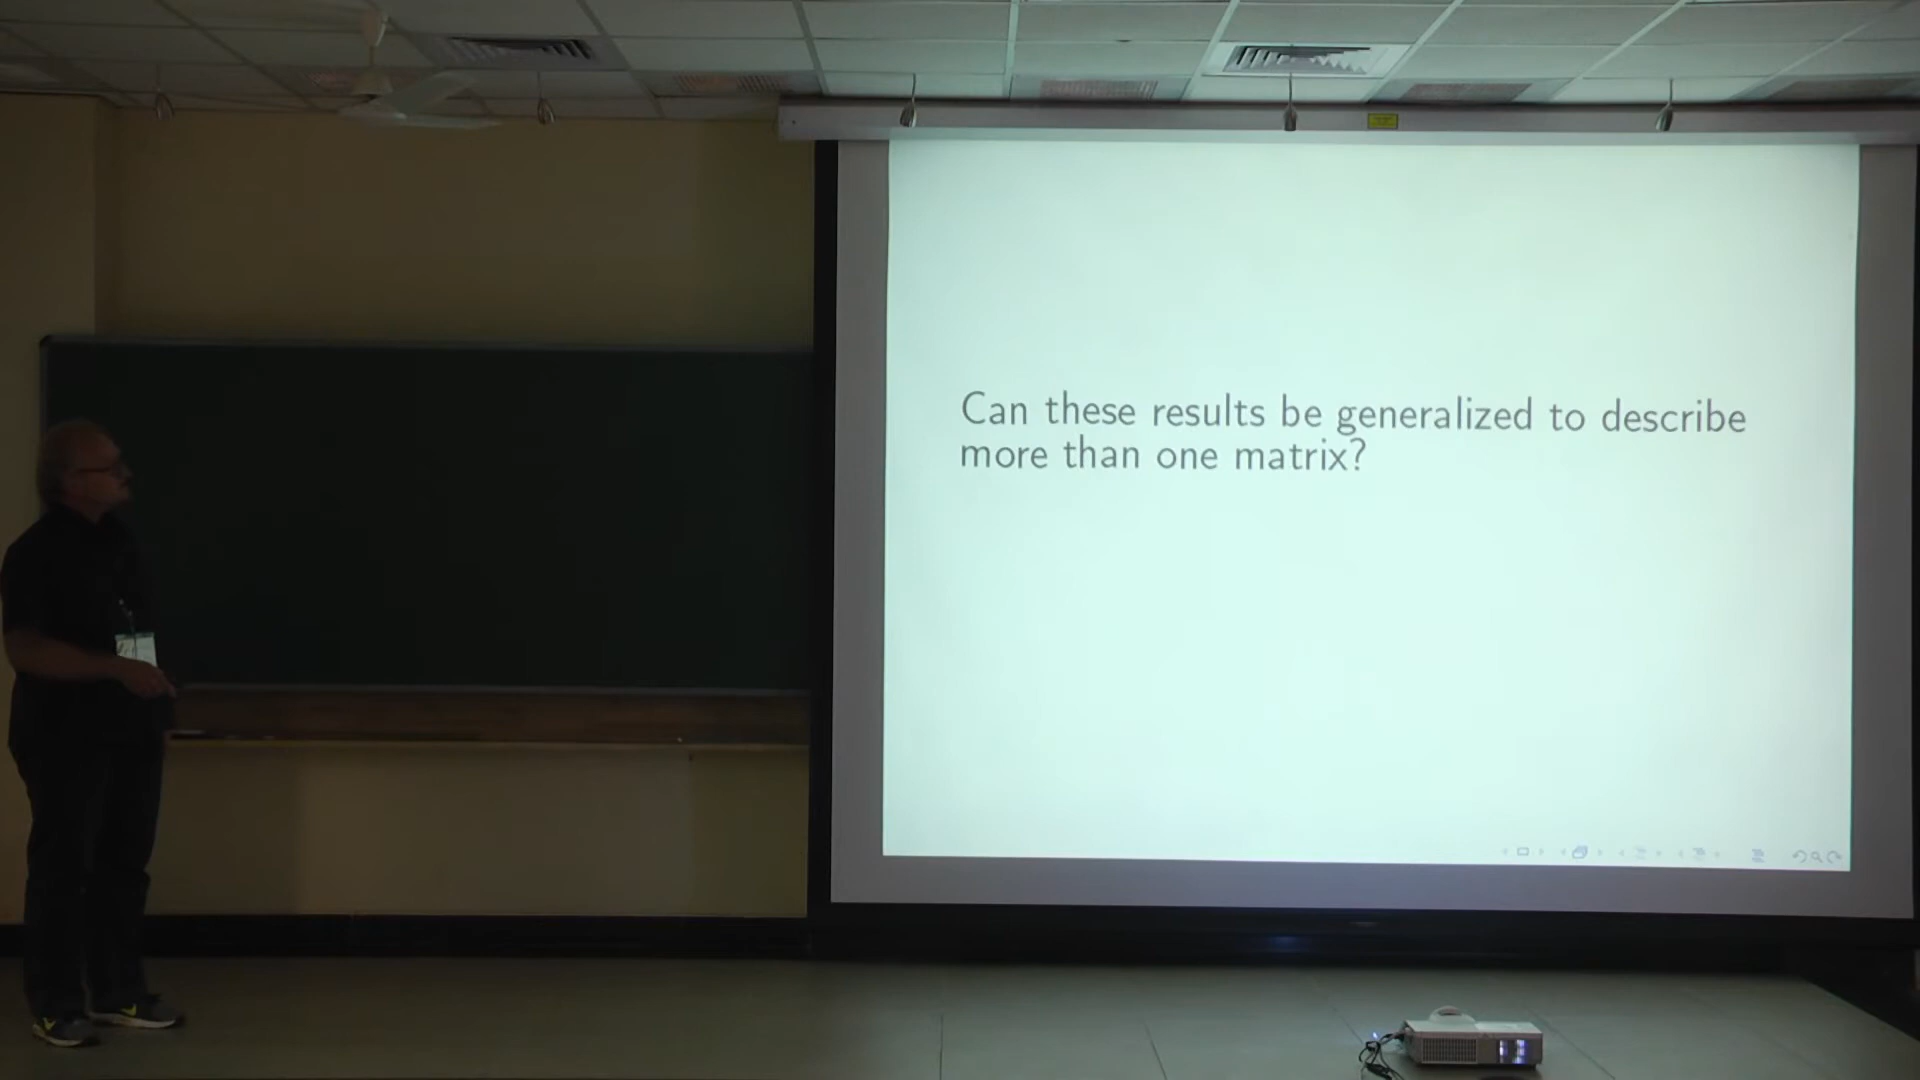 Can these results be generalized to describe
more than one matrix?